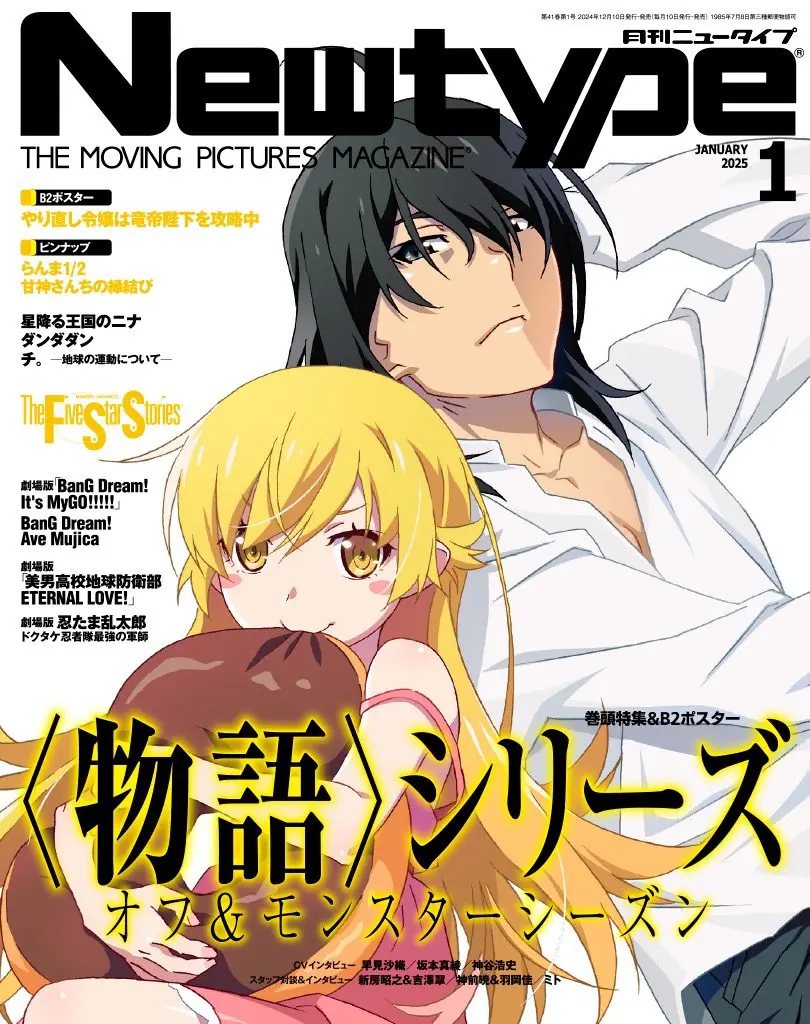 第41巻第1号 2024年12月10日発行・発売(毎月10日発行・発売) 1985年7月8日第三種郵便物認可
月刊ニュータイプ
Newtype®
THE MOVING PICTURES MAGAZINE®
JANUARY
2025
1
B2ポスター
やり直し令嬢は竜帝陛下を攻略中
ピンナップ
らんま1/2
甘神さんちの縁結び
星降る王国のニナ
ダンダダン
チ。―地球の運動について―
The Five Star Stories
劇場版「BanG Dream!
It's MyGO!!!!!」
BanG Dream!
Ave Mujica
劇場版
「美男高校地球防衛部
ETERNAL LOVE!」
劇場版 忍たま乱太郎
ドクタケ忍者隊最強の軍師
巻頭特集&B2ポスター
〈物語〉シリーズ
オフ&モンスターシーズン
CVインタビュー 早見沙織/坂本真綾/神谷浩史
スタッフ対談&インタビュー 新房昭之&吉澤翠/神前暁&羽岡佳/ミト